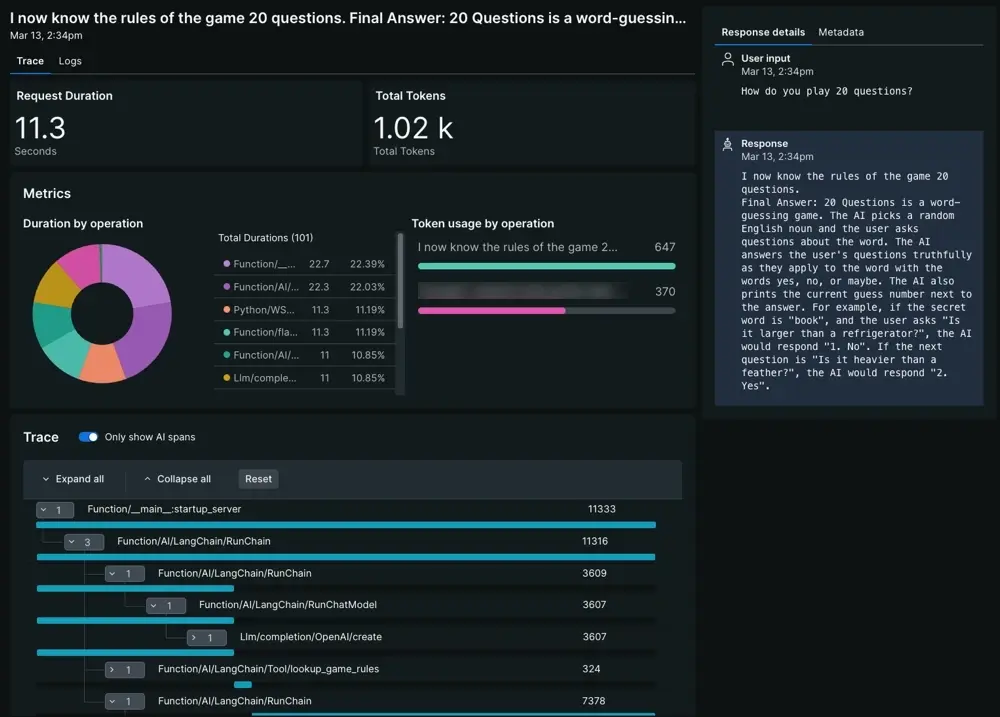 I now know the rules of the game 20 questions. Final Answer: 20 Questions is a word-guessin...
Mar 13, 2:34pm
Trace Logs
Request Duration
11.3
Seconds
Total Tokens
1.02 k
Total Tokens
Metrics
Duration by operation
Total Durations (101)
Function/__... 22.7 22.39%
Function/AI/... 22.3 22.03%
Python/WS... 11.3 11.19%
Function/fla... 11.3 11.19%
Function/AI/... 11 10.85%
Llm/comple... 11 10.85%
Token usage by operation
I now know the rules of the game 2... 647
370
Trace
Only show AI spans
Expand all Collapse all Reset
1 Function/__main__:startup_server 11333
3 Function/AI/LangChain/RunChain 11316
1 Function/AI/LangChain/RunChain 3609
1 Function/AI/LangChain/RunChatModel 3607
1 Llm/completion/OpenAI/create 3607
1 Function/AI/LangChain/Tool/lookup_game_rules 324
1 Function/AI/LangChain/RunChain 7378
Response details Metadata
User input
Mar 13, 2:34pm
How do you play 20 questions?
Response
Mar 13, 2:34pm
I now know the rules of the game 20
questions.
Final Answer: 20 Questions is a word-
guessing game. The AI picks a random
English noun and the user asks
questions about the word. The AI
answers the user's questions truthfully
as they apply to the word with the
words yes, no, or maybe. The AI also
prints the current guess number next to
the answer. For example, if the secret
word is "book", and the user asks "Is
it larger than a refrigerator?", the AI
would respond "1. No". If the next
question is "Is it heavier than a
feather?", the AI would respond "2.
Yes".